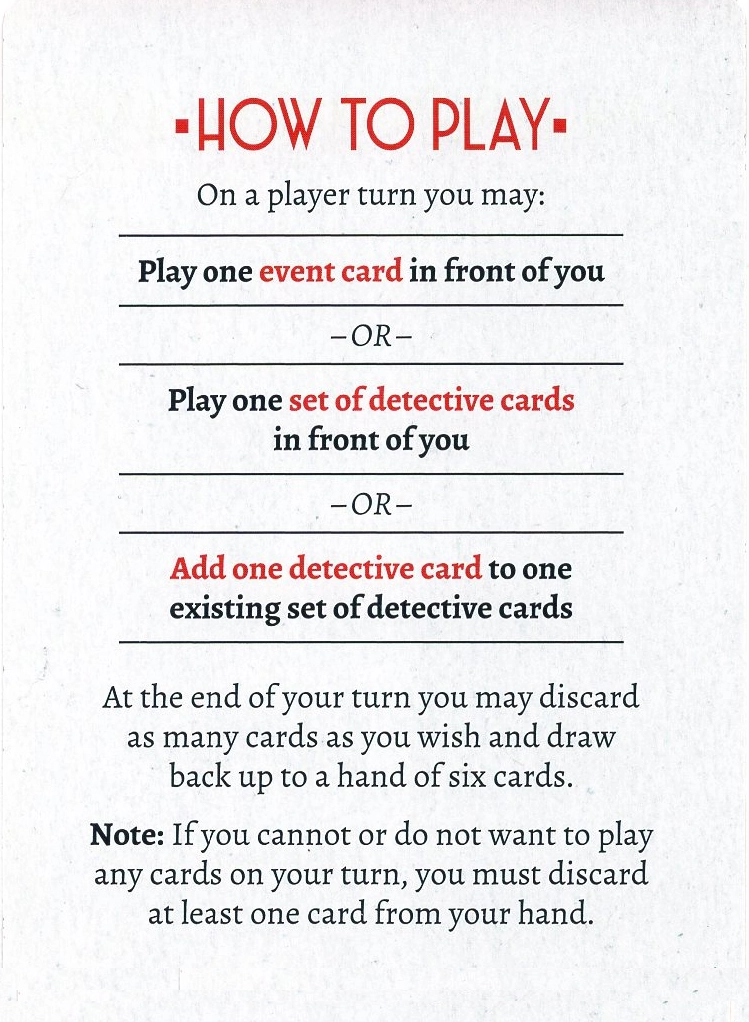 ▪HOW TO PLAY▪
On a player turn you may:
Play one event card in front of you
–OR–
Play one set of detective cards
in front of you
–OR–
Add one detective card to one
existing set of detective cards
At the end of your turn you may discard
as many cards as you wish and draw
back up to a hand of six cards.
Note: If you cannot or do not want to play
any cards on your turn, you must discard
at least one card from your hand.